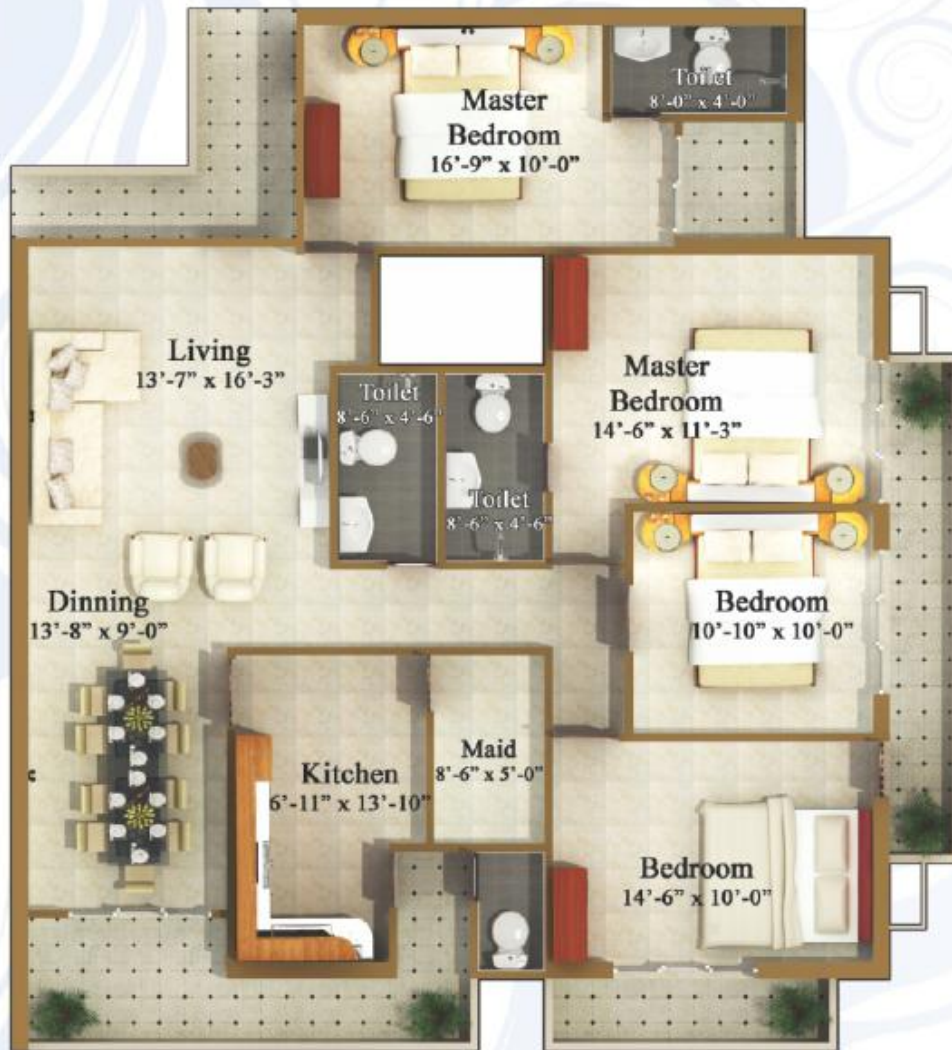 Master
Bedroom
16'-9" x 10'-0"
Toilet
8'-0" x 4'-0"
Living
13'-7" x 16'-3"
Toilet
8'-6" x 4'-6"
Toilet
8'-6" x 4'-6"
Master
Bedroom
14'-6" x 11'-3"
Dinning
13'-8" x 9'-0"
Bedroom
10'-10" x 10'-0"
Kitchen
6'-11" x 13'-10"
Maid
8'-6" x 5'-0"
Bedroom
14'-6" x 10'-0"